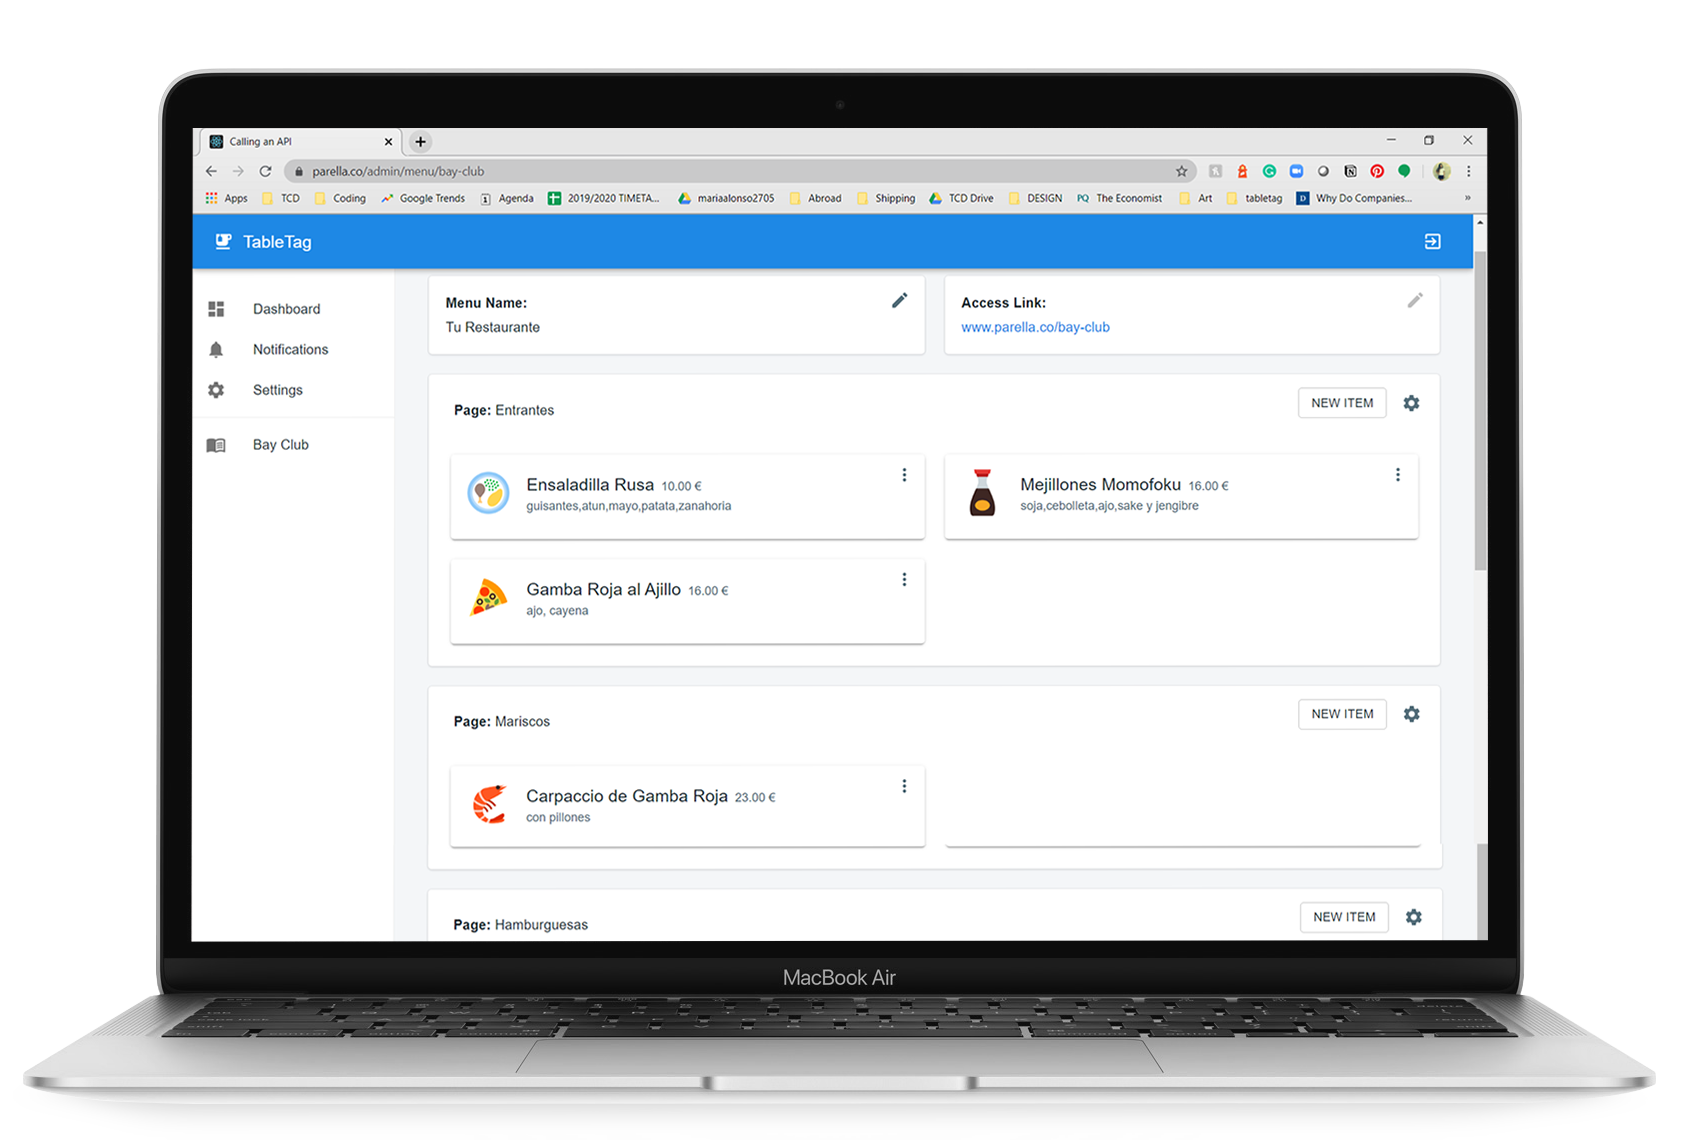 Calling an API
parella.co/admin/menu/bay-club
Apps TCD Coding Google Trends Agenda 2019/2020 TIMETA... mariaalonso2705 Abroad Shipping TCD Drive DESIGN PQ The Economist Art tabletag D Why Do Companies... »
TableTag
Dashboard
Notifications
Settings
Bay Club
Menu Name:
Tu Restaurante
Access Link:
www.parella.co/bay-club
Page: Entrantes
NEW ITEM
Ensaladilla Rusa 10.00 €
guisantes,atun,mayo,patata,zanahoria
Mejillones Momofoku 16.00 €
soja,cebolleta,ajo,sake y jengibre
Gamba Roja al Ajillo 16.00 €
ajo, cayena
Page: Mariscos
NEW ITEM
Carpaccio de Gamba Roja 23.00 €
con pillones
Page: Hamburguesas
NEW ITEM
MacBook Air